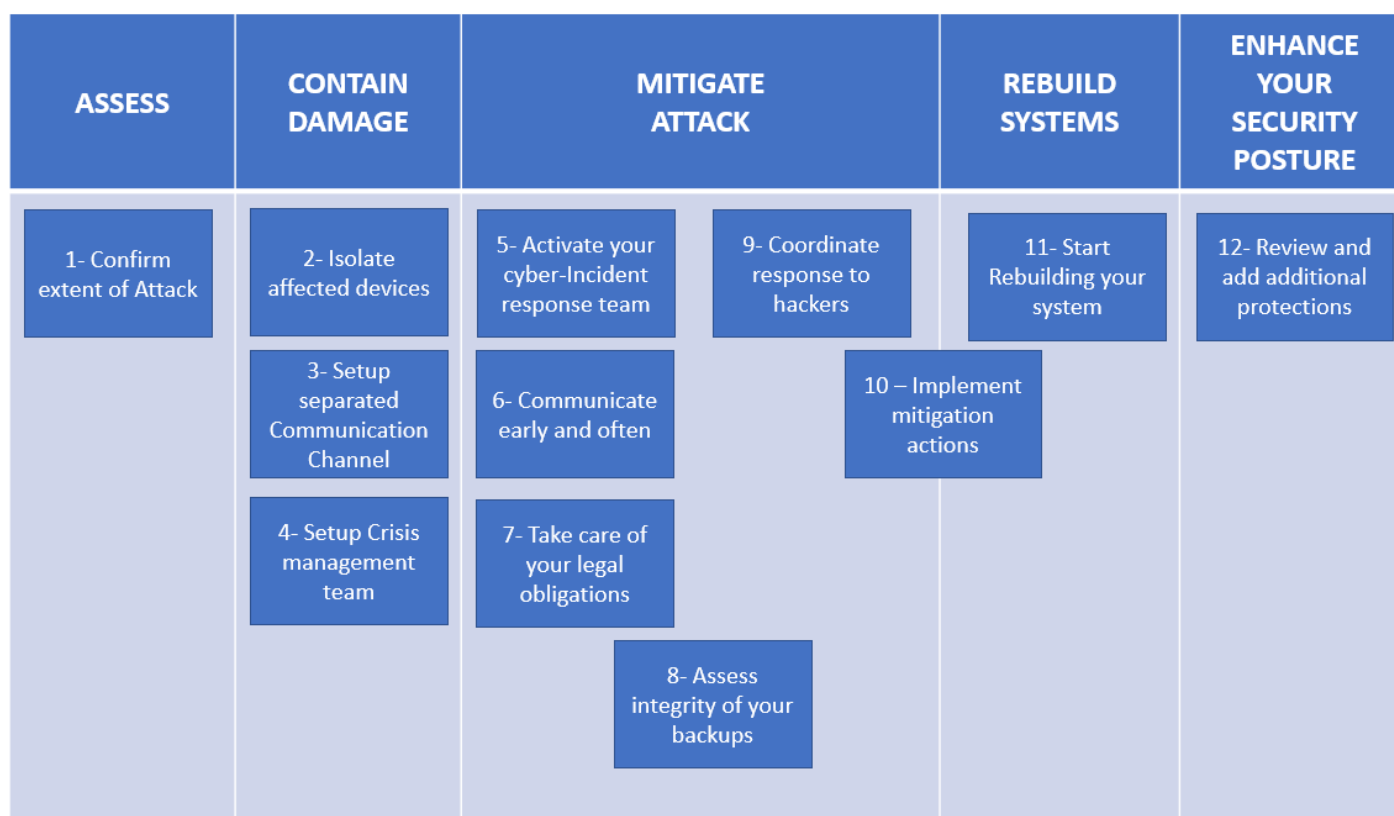 ASSESS
CONTAIN
DAMAGE
MITIGATE
ATTACK
REBUILD
SYSTEMS
ENHANCE
YOUR
SECURITY
POSTURE
1- Confirm
extent of Attack
2- Isolate
affected devices
3- Setup
separated
Communication
Channel
4- Setup Crisis
management
team
5- Activate your
cyber-Incident
response team
6- Communicate
early and often
7- Take care of
your legal
obligations
8- Assess
integrity of your
backups
9- Coordinate
response to
hackers
10 – Implement
mitigation
actions
11- Start
Rebuilding your
system
12- Review and
add additional
protections